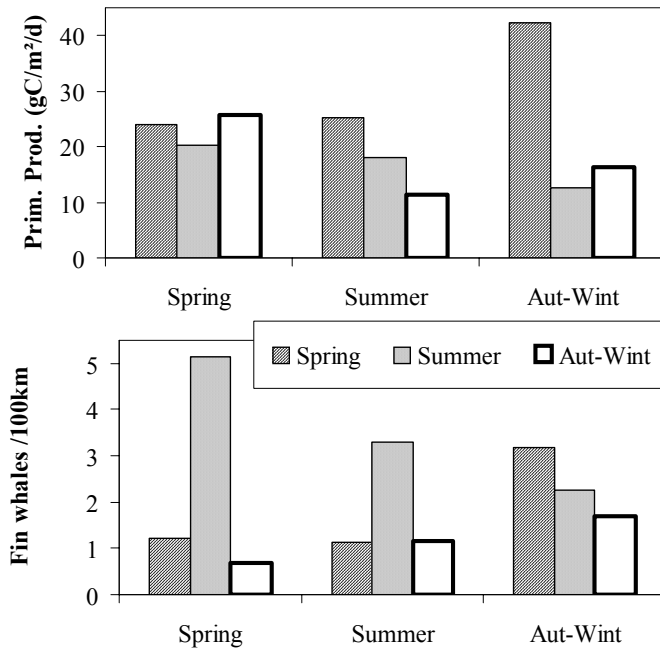 Prim. Prod. (gC/m²/d)
40
30
20
10
0
Spring Summer Aut-Wint
Spring Summer Aut-Wint
Fin whales /100km
5
4
3
2
1
0
Spring Summer Aut-Wint